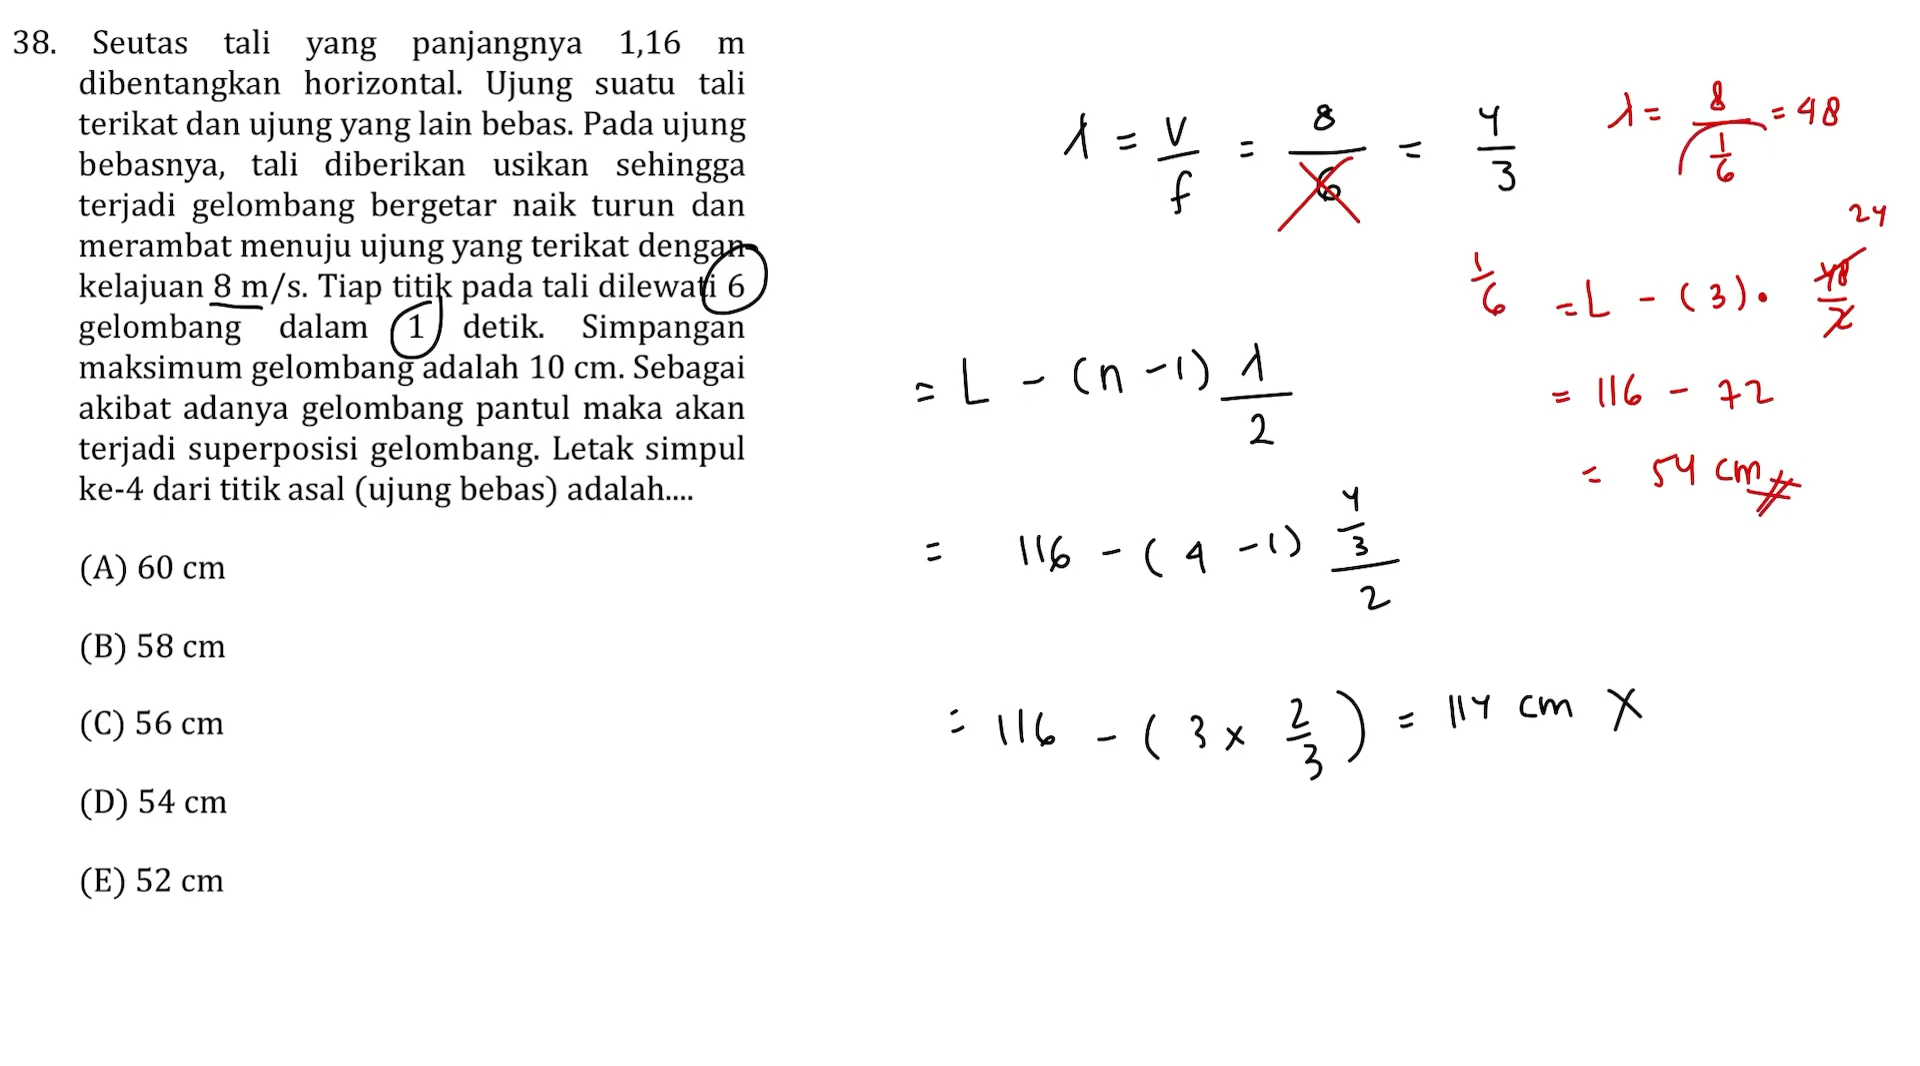 38. Seutas tali yang panjangnya 1,16 m
dibentangkan horizontal. Ujung suatu tali
terikat dan ujung yang lain bebas. Pada ujung
bebasnya, tali diberikan usikan sehingga
terjadi gelombang bergetar naik turun dan
merambat menuju ujung yang terikat dengan
kelajuan 8 m/s. Tiap titik pada tali dilewati 6
gelombang dalam 1 detik. Simpangan
maksimum gelombang adalah 10 cm. Sebagai
akibat adanya gelombang pantul maka akan
terjadi superposisi gelombang. Letak simpul
ke-4 dari titik asal (ujung bebas) adalah....
(A) 60 cm
(B) 58 cm
(C) 56 cm
(D) 54 cm
(E) 52 cm
λ = v/f = 8/6 = 4/3
= L - (n-1) λ/2
= 116 - (4-1) (4/3)/2
= 116 - (3 x 2/3) = 114 cm X
λ = 8/(1/6) = 48
24
1/6 = L - (3) . 48/2
= 116 - 72
= 54 cm